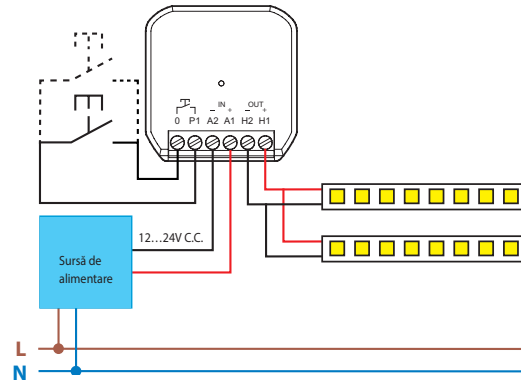 – IN + – OUT +
0 P1 A2 A1 H2 H1
12...24V C.C.
Sursă de
alimentare
L
N